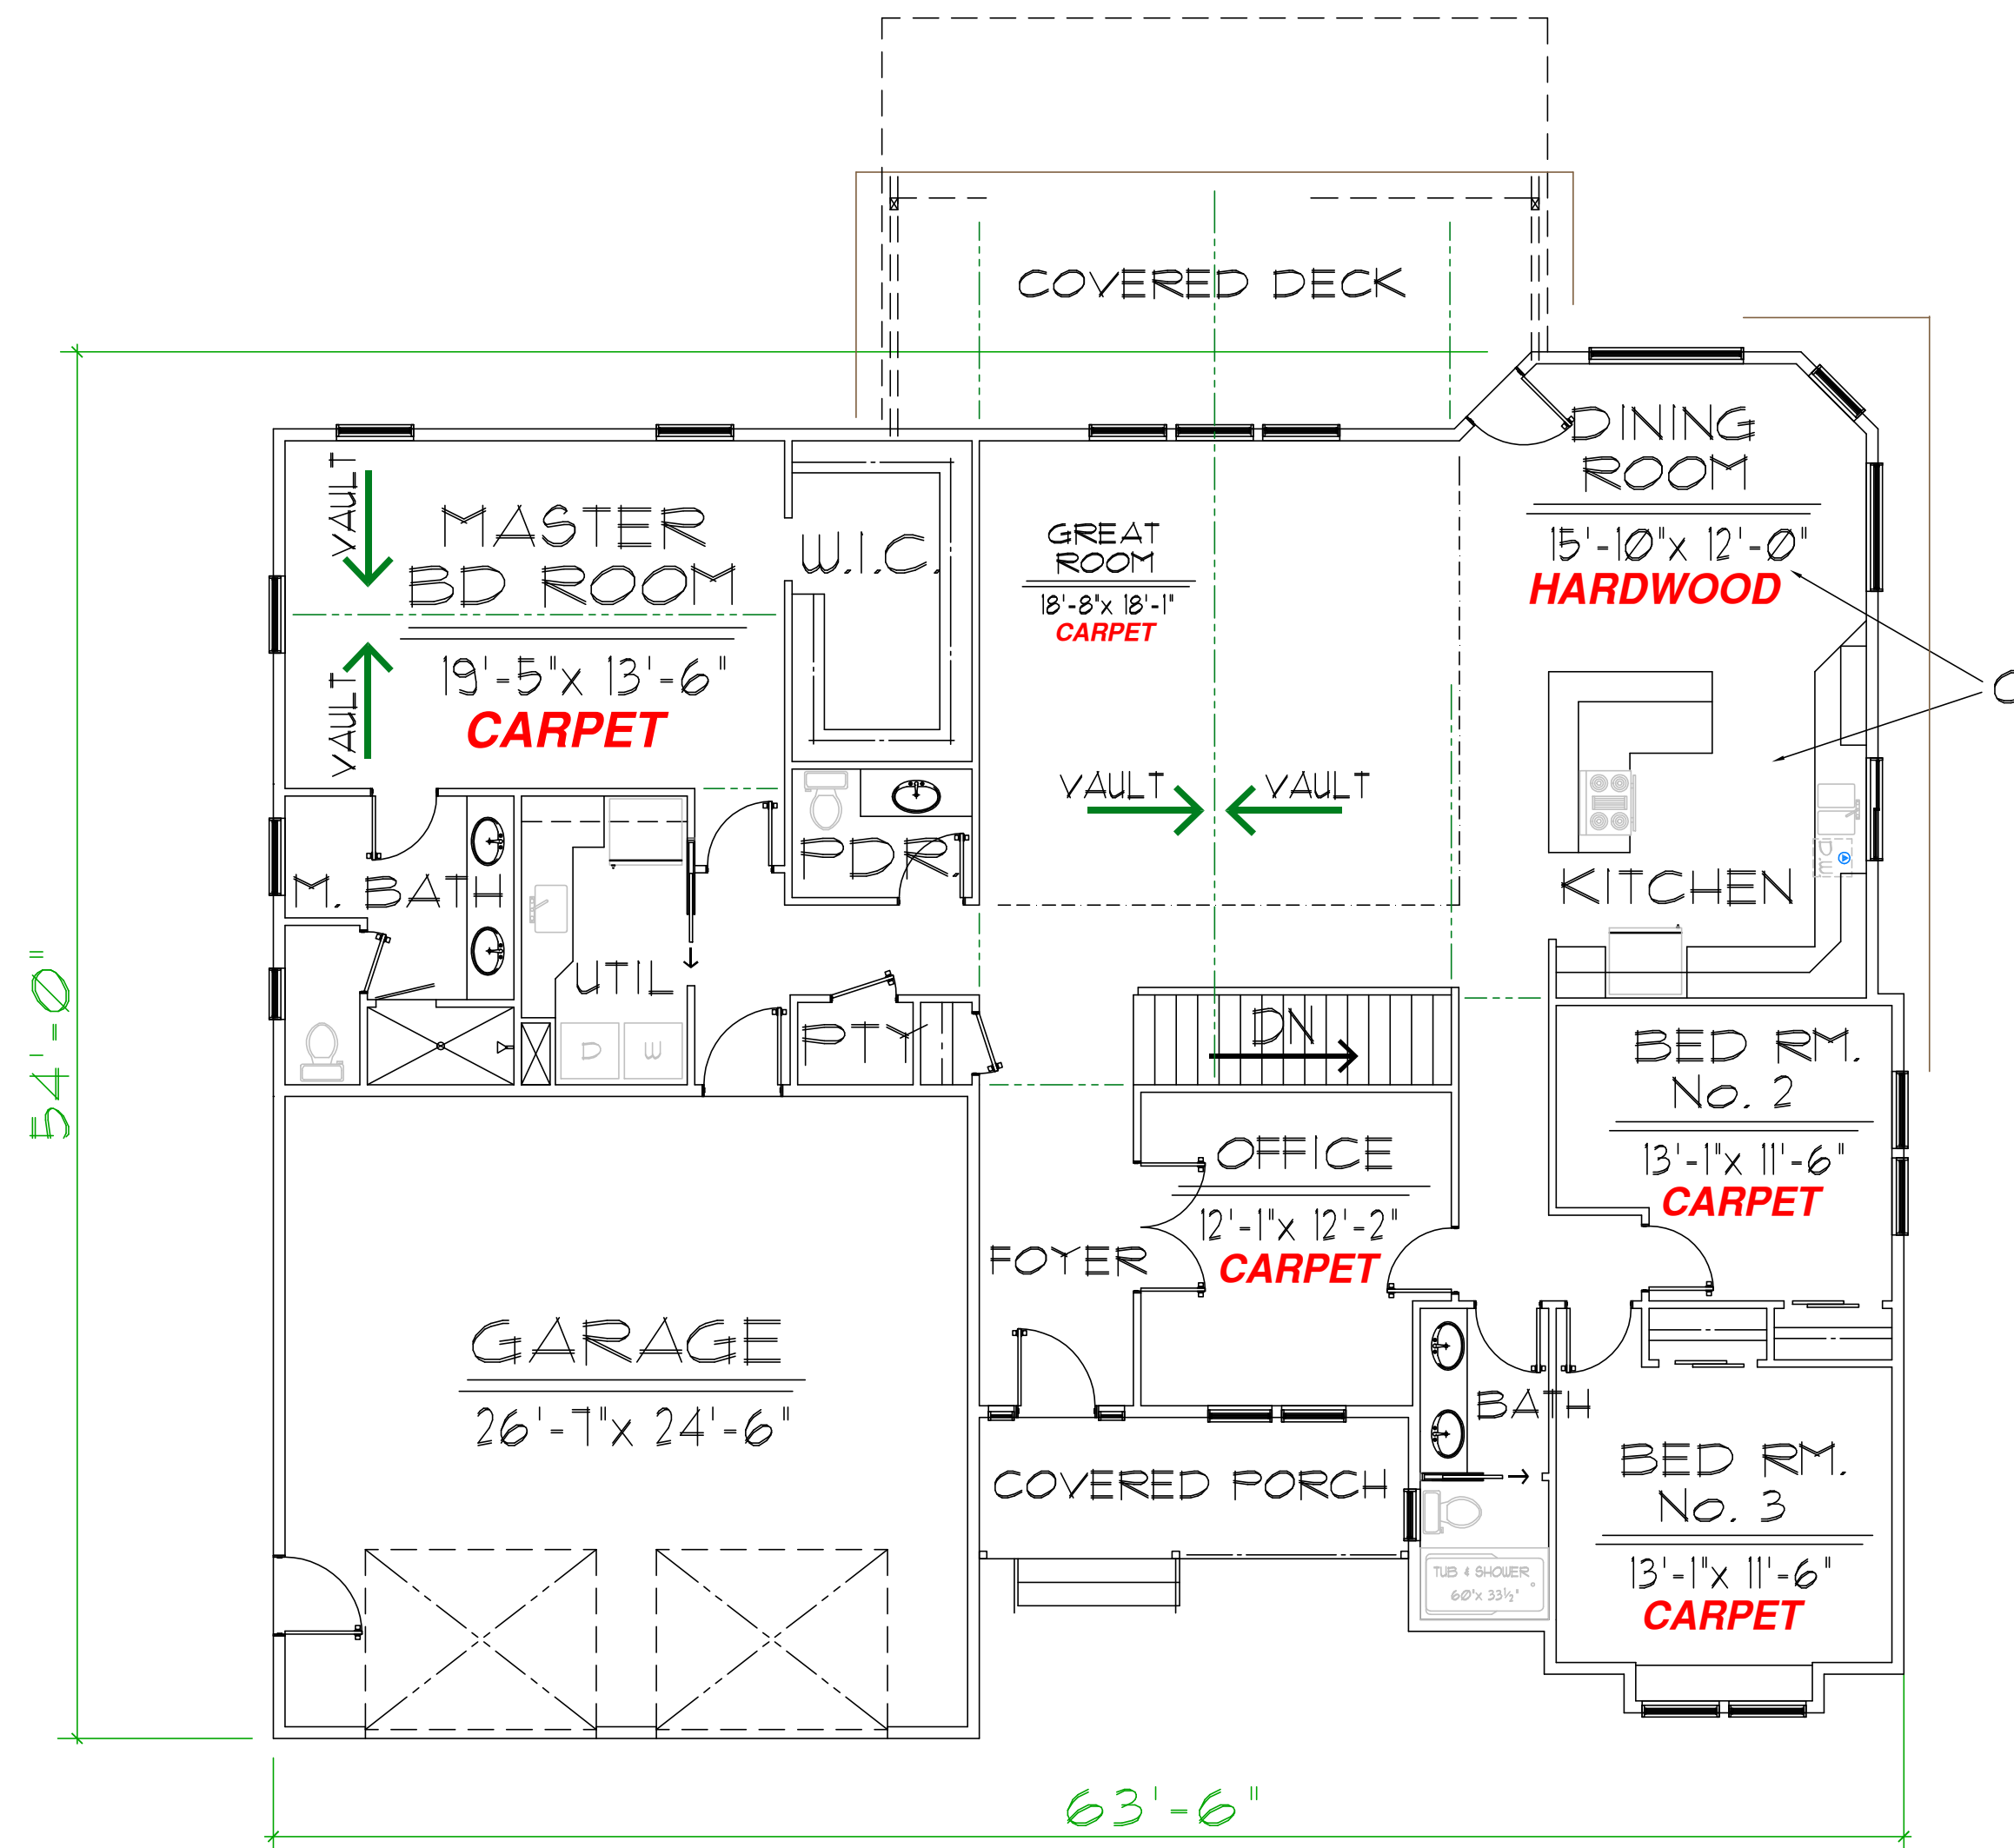 COVERED DECK
DINING
ROOM
15'-10"x 12'-0"
HARDWOOD
VAULT
MASTER
BD ROOM
19'-5"x 13'-6"
CARPET
VAULT
W.I.C.
GREAT
ROOM
18'-8"x 18'-1"
CARPET
VAULT
VAULT
PDR.
KITCHEN
DW
M. BATH
UTIL
D
W
PTY
DN
BED RM.
No. 2
13'-1"x 11'-6"
CARPET
OFFICE
12'-1"x 12'-2"
CARPET
FOYER
GARAGE
26'-7"x 24'-6"
COVERED PORCH
BATH
BED RM.
No. 3
13'-1"x 11'-6"
CARPET
TUB & SHOWER
60"x 33½"
54'-0"
63'-6"